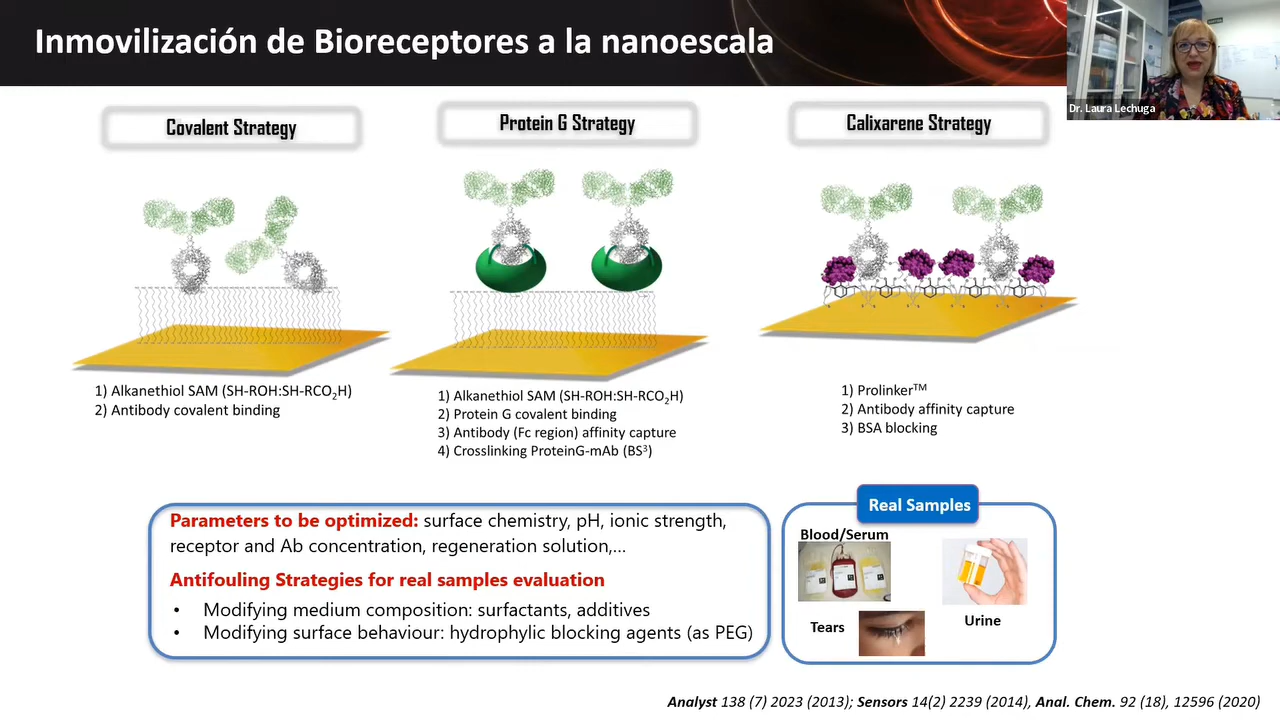 Inmovilización de Bioreceptores a la nanoescala
Dr. Laura Lechuga
Covalent Strategy
Protein G Strategy
Calixarene Strategy
1) Alkanethiol SAM (SH-ROH:SH-RCO2H)
2) Antibody covalent binding
1) Alkanethiol SAM (SH-ROH:SH-RCO2H)
2) Protein G covalent binding
3) Antibody (Fc region) affinity capture
4) Crosslinking ProteinG-mAb (BS³)
1) Prolinker™
2) Antibody affinity capture
3) BSA blocking
Parameters to be optimized: surface chemistry, pH, ionic strength,
receptor and Ab concentration, regeneration solution,...
Antifouling Strategies for real samples evaluation
• Modifying medium composition: surfactants, additives
• Modifying surface behaviour: hydrophylic blocking agents (as PEG)
Real Samples
Blood/Serum
Tears
Urine
Analyst 138 (7) 2023 (2013); Sensors 14(2) 2239 (2014), Anal. Chem. 92 (18), 12596 (2020)